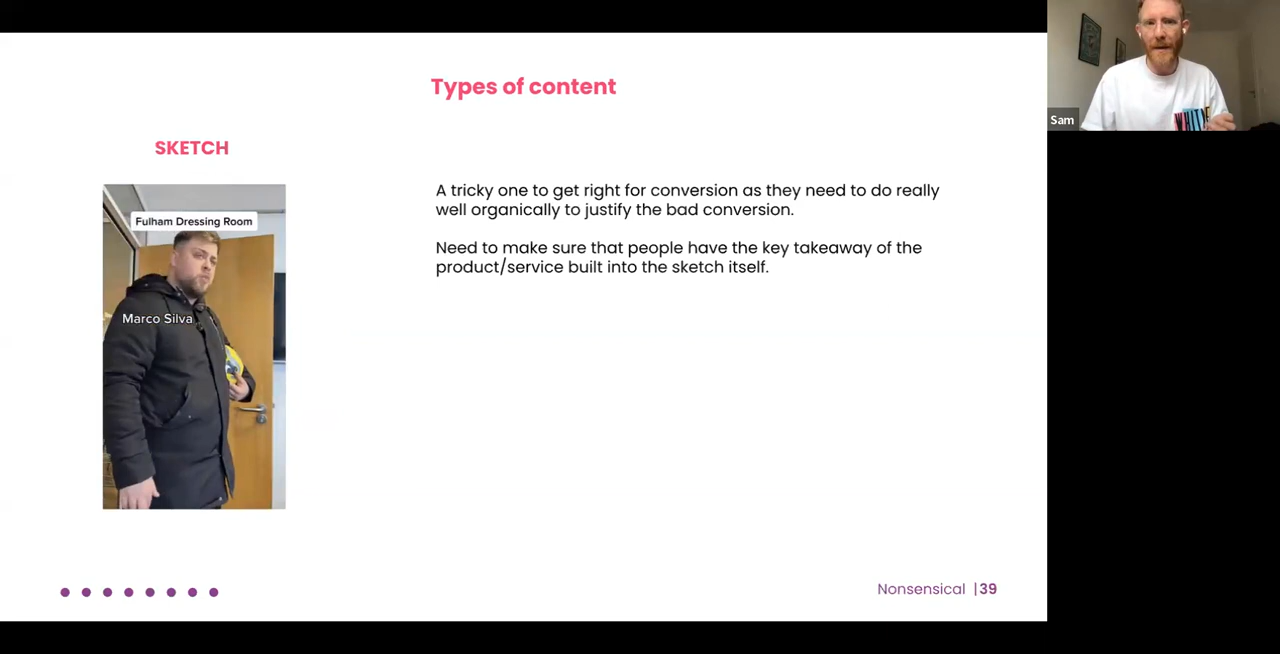 Types of content
SKETCH
Fulham Dressing Room
Marco Silva
A tricky one to get right for conversion as they need to do really
well organically to justify the bad conversion.
Need to make sure that people have the key takeaway of the
product/service built into the sketch itself.
Nonsensical |39
Sam